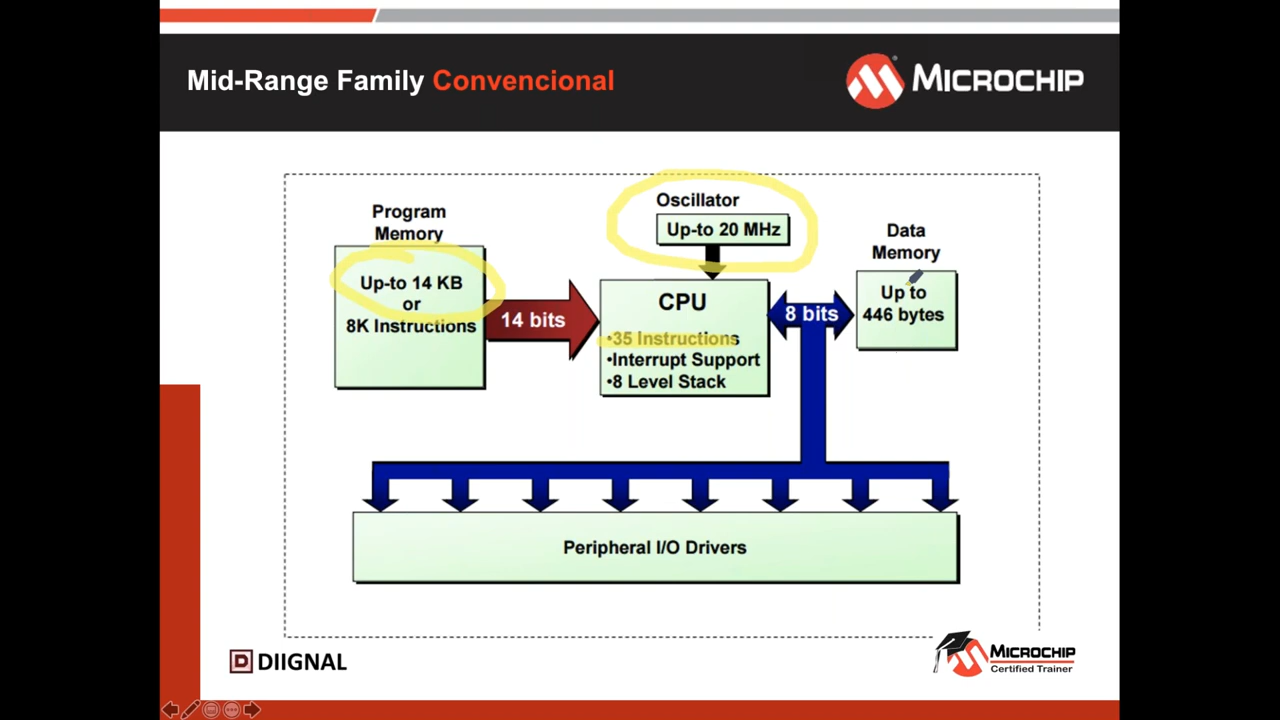 Mid-Range Family Convencional
MICROCHIP
Program
Memory
Up-to 14 KB
or
8K Instructions
14 bits
Oscillator
Up-to 20 MHz
CPU
•35 Instructions
•Interrupt Support
•8 Level Stack
8 bits
Data
Memory
Up to
446 bytes
Peripheral I/O Drivers
D DIIGNAL
MICROCHIP
Certified Trainer